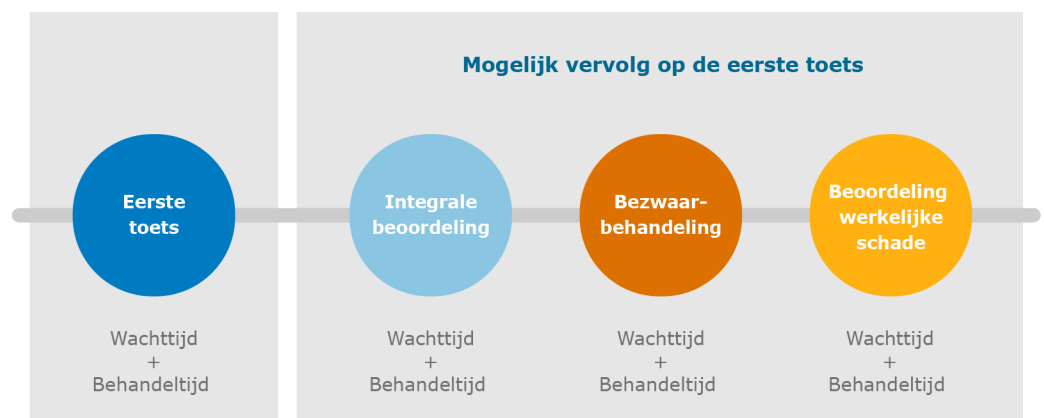 Mogelijk vervolg op de eerste toets
Eerste
toets
Integrale
beoordeling
Bezwaar-
behandeling
Beoordeling
werkelijke
schade
Wachttijd
+
Behandeltijd
Wachttijd
+
Behandeltijd
Wachttijd
+
Behandeltijd
Wachttijd
+
Behandeltijd